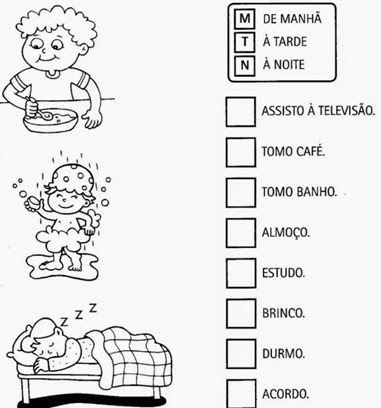 M DE MANHÃ
T À TARDE
N À NOITE
ASSISTO À TELEVISÃO.
TOMO CAFÉ.
TOMO BANHO.
ALMOÇO.
ESTUDO.
BRINCO.
DURMO.
ACORDO.
Z Z Z